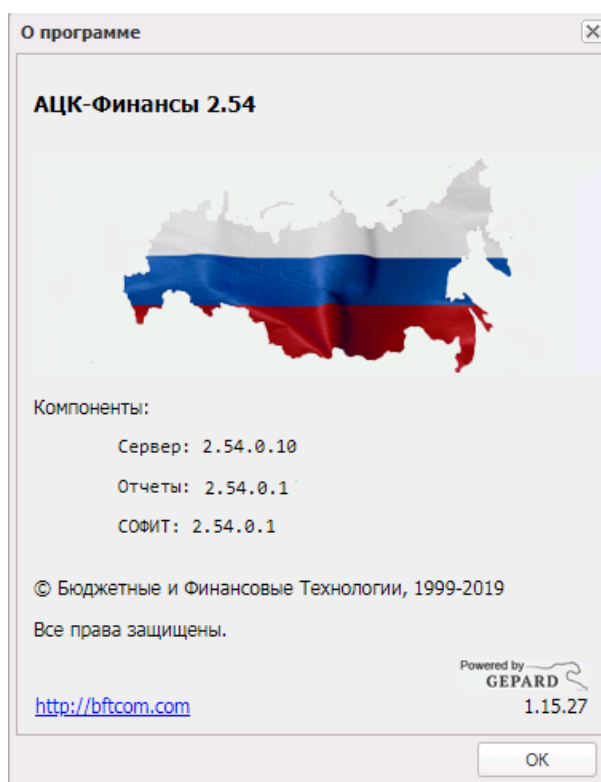 О программе
АЦК-Финансы 2.54
Компоненты:
Сервер: 2.54.0.10
Отчеты: 2.54.0.1
СОФИТ: 2.54.0.1
© Бюджетные и Финансовые Технологии, 1999-2019
Все права защищены.
Powered by
GEPARD
http://bftcom.com 1.15.27
ОК